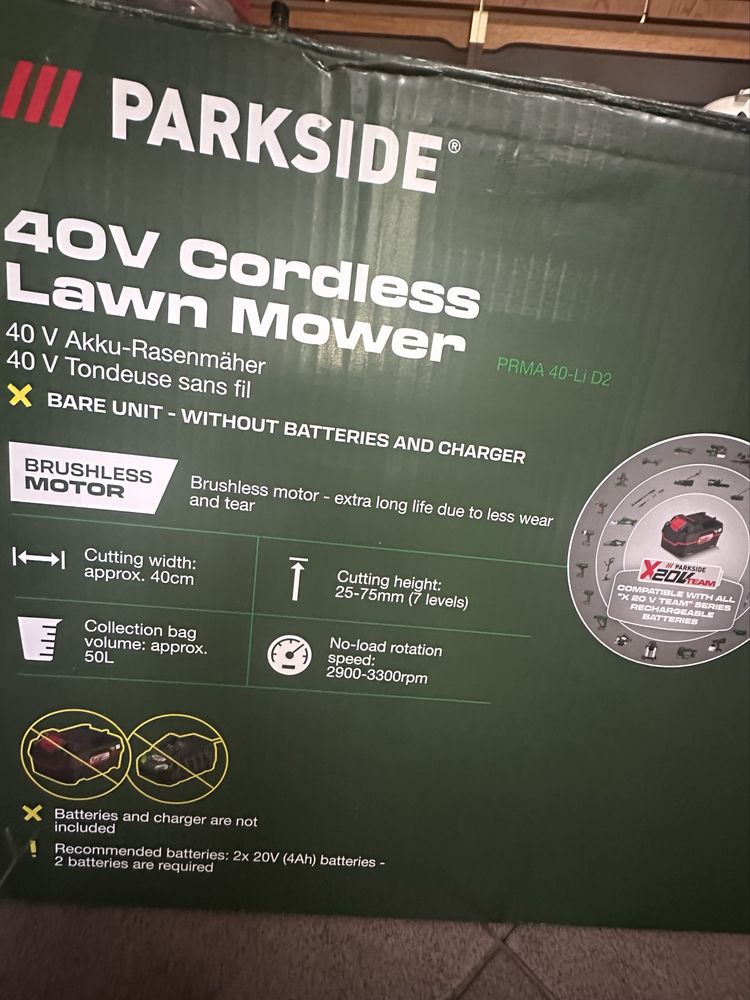 PARKSIDE®
40V Cordless
Lawn Mower
40 V Akku-Rasenmäher
40 V Tondeuse sans fil
PRMA 40-Li D2
BARE UNIT - WITHOUT BATTERIES AND CHARGER
BRUSHLESS
MOTOR
Brushless motor - extra long life due to less wear
and tear
Cutting width:
approx. 40cm
Cutting height:
25-75mm (7 levels)
Collection bag
volume: approx.
50L
No-load rotation
speed:
2900-3300rpm
PARKSIDE
X20V TEAM
COMPATIBLE WITH ALL
"X 20 V TEAM" SERIES
RECHARGEABLE
BATTERIES
Batteries and charger are not
included
Recommended batteries: 2x 20V (4Ah) batteries -
2 batteries are required